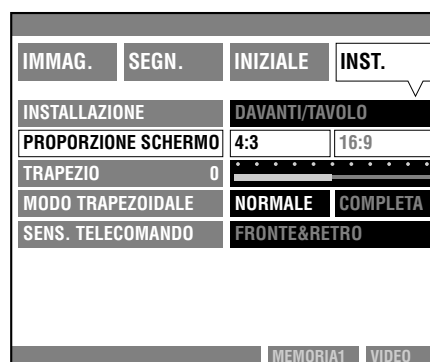 IMMAG. SEGN. INIZIALE INST.
INSTALLAZIONE DAVANTI/TAVOLO
PROPORZIONE SCHERMO 4:3 16:9
TRAPEZIO 0
MODO TRAPEZOIDALE NORMALE COMPLETA
SENS. TELECOMANDO FRONTE&RETRO
MEMORIA1 VIDEO